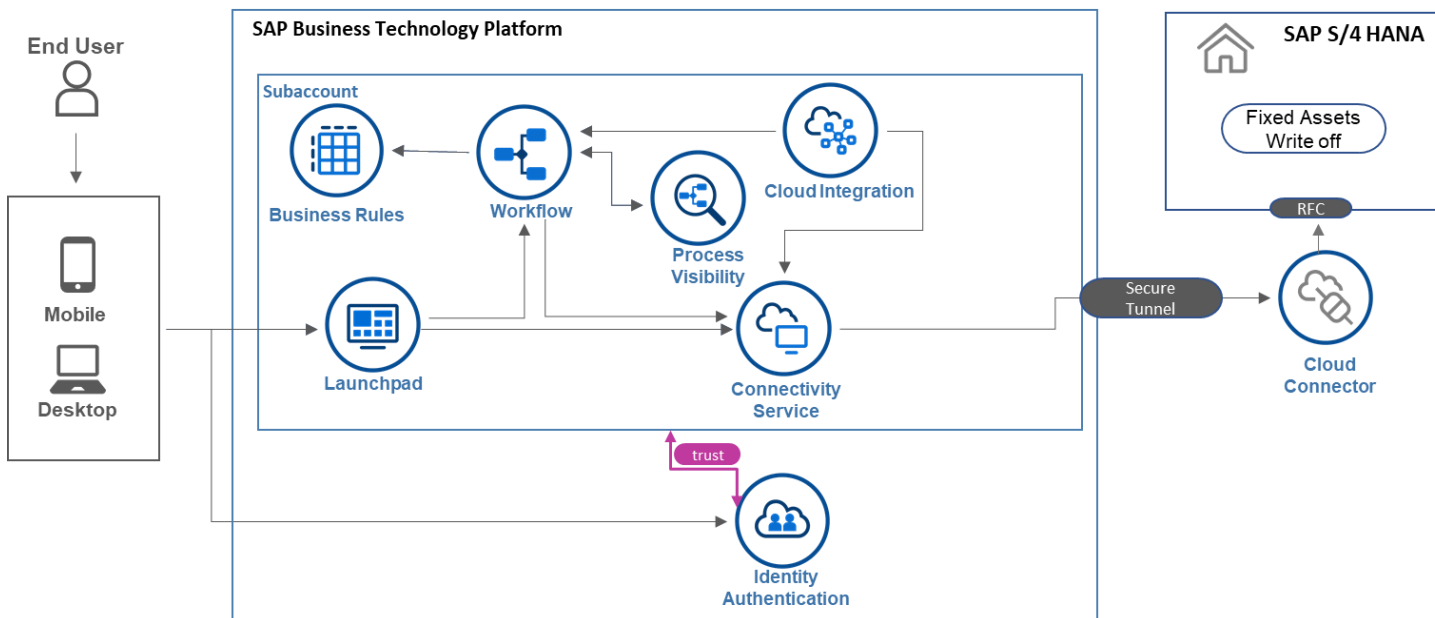 SAP Business Technology Platform
SAP S/4 HANA
End User
Subaccount
Fixed Assets
Write off
Business Rules
Workflow
Cloud Integration
RFC
Process
Visibility
Secure
Tunnel
Mobile
Desktop
Launchpad
Connectivity
Service
Cloud
Connector
trust
Identity
Authentication